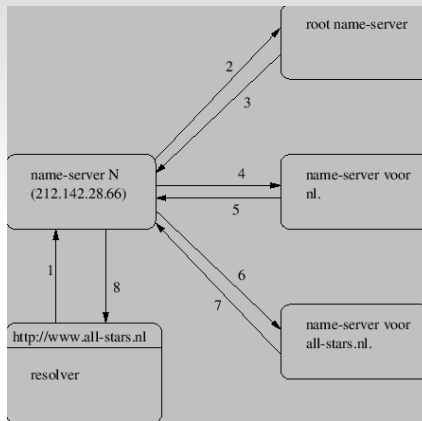 root name-server
2
3
name-server N
(212.142.28.66)
4
5
name-server voor
nl.
6
7
1
8
name-server voor
all-stars.nl.
http://www.all-stars.nl
resolver